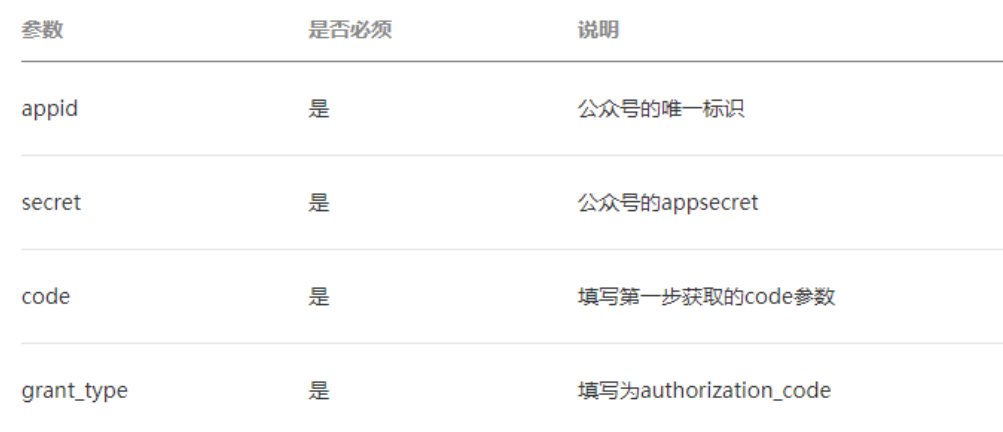 参数 是否必须 说明
appid 是 公众号的唯一标识
secret 是 公众号的appsecret
code 是 填写第一步获取的code参数
grant_type 是 填写为authorization_code